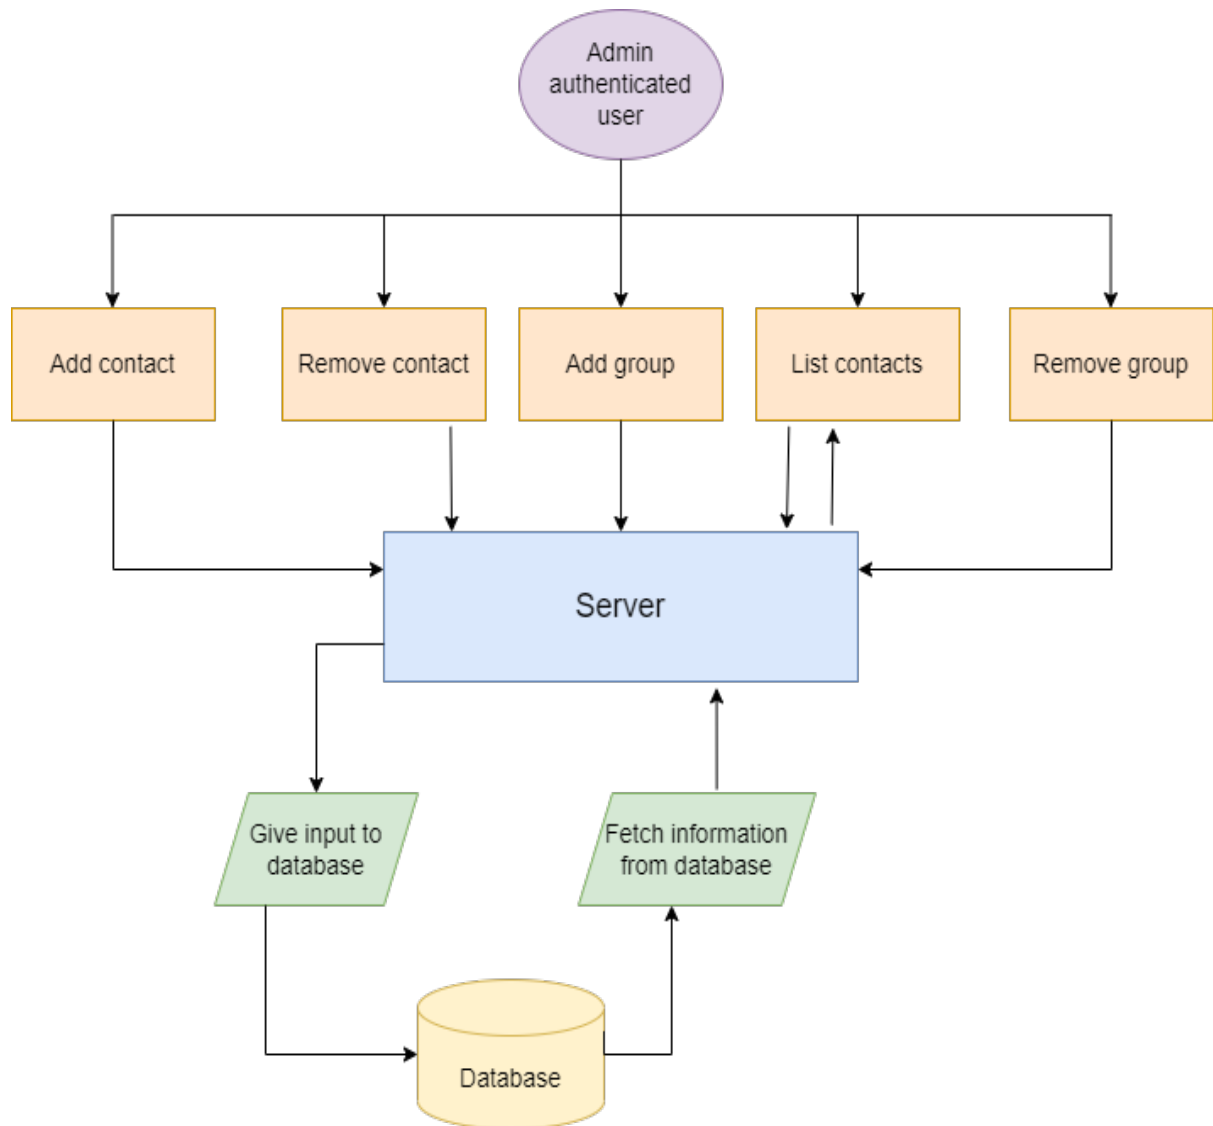 Admin
authenticated
user
Add contact
Remove contact
Add group
List contacts
Remove group
Server
Give input to
database
Fetch information
from database
Database